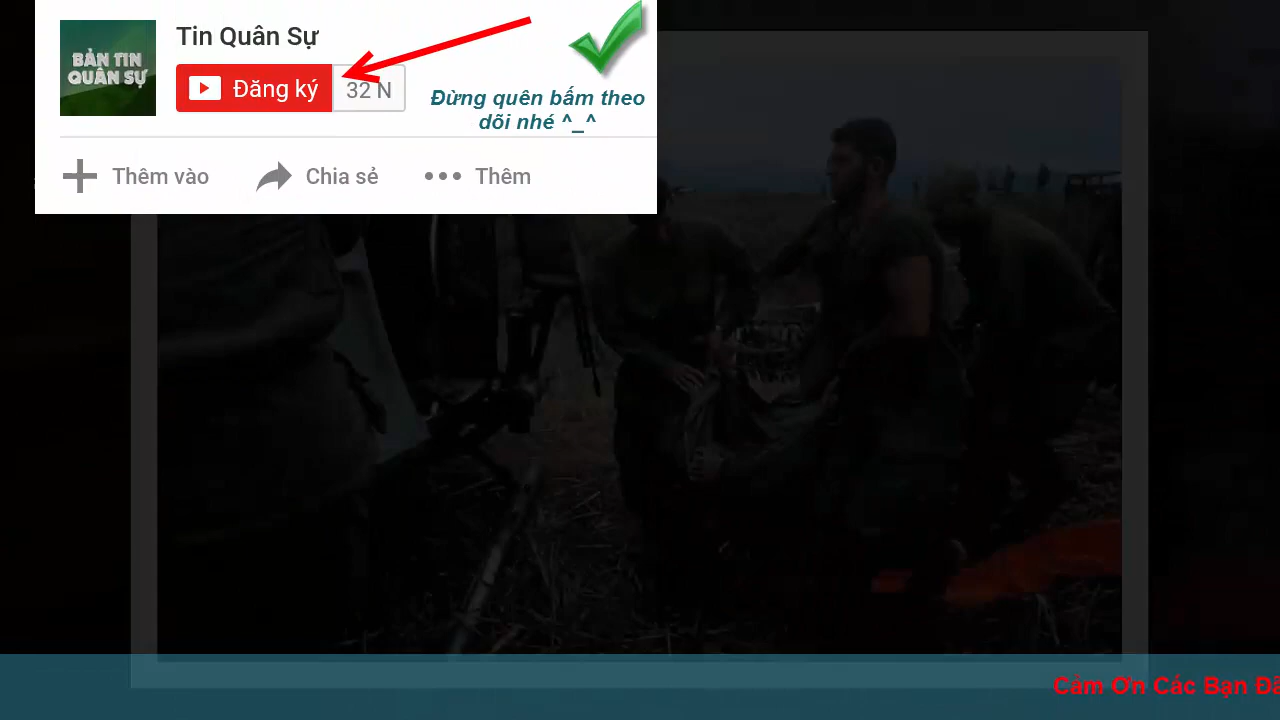 BẢN TIN
QUÂN SỰ
Tin Quân Sự
Đăng ký
32 N
Đừng quên bấm theo
dõi nhé ^_^
Thêm vào
Chia sẻ
Thêm
Cảm Ơn Các Bạn Đã